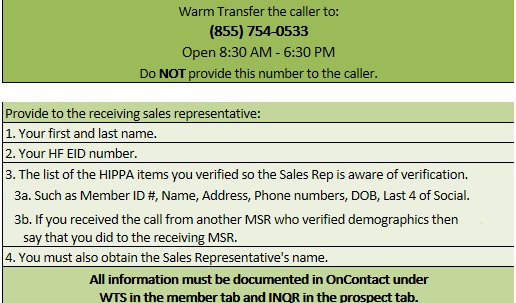 Warm Transfer the caller to:
(855) 754-0533
Open 8:30 AM - 6:30 PM
Do NOT provide this number to the caller.
Provide to the receiving sales representative:
1. Your first and last name.
2. Your HF EID number.
3. The list of the HIPPA items you verified so the Sales Rep is aware of verification.
3a. Such as Member ID #, Name, Address, Phone numbers, DOB, Last 4 of Social.
3b. If you received the call from another MSR who verified demographics then
say that you did to the receiving MSR.
4. You must also obtain the Sales Representative's name.
All information must be documented in OnContact under
WTS in the member tab and INQR in the prospect tab.